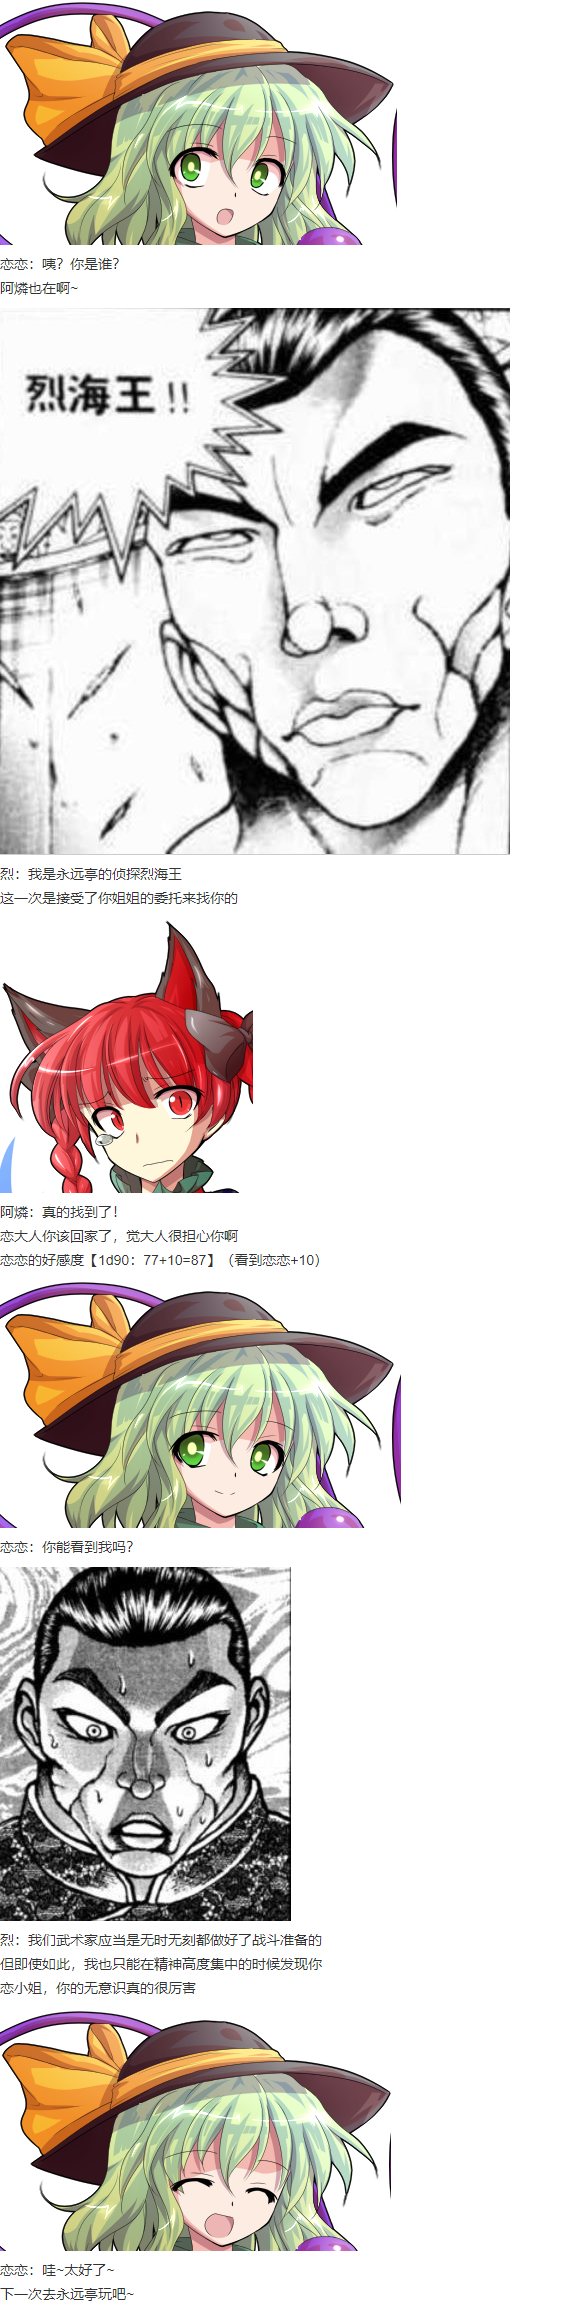 恋恋：咦？你是谁？
阿燐也在啊~
烈海王!!
烈：我是永远亭的侦探烈海王
这一次是接受了你姐姐的委托来找你的
阿燐：真的找到了！
恋大人你该回家了，觉大人很担心你啊
恋恋的好感度【1d90：77+10=87】（看到恋恋+10）
恋恋：你能看到我吗？
烈：我们武术家应当是无时无刻都做好了战斗准备的
但即使如此，我也只能在精神高度集中的时候发现你
恋小姐，你的无意识真的很厉害
恋恋：哇~太好了~
下一次去永远亭玩吧~